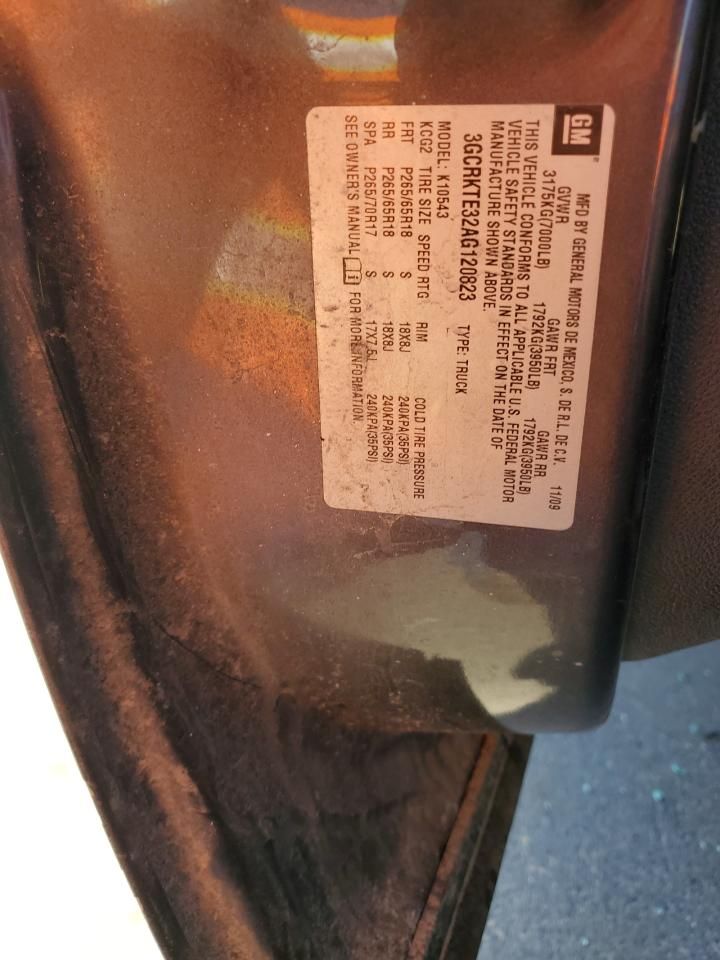 GM
MFD BY GENERAL MOTORS DE MEXICO, S. DE R.L. DE C.V. 11/09
GVWR GAWR FRT GAWR RR
3175KG(7000LB) 1792KG(3950LB) 1792KG(3950LB)
THIS VEHICLE CONFORMS TO ALL APPLICABLE U.S. FEDERAL MOTOR
VEHICLE SAFETY STANDARDS IN EFFECT ON THE DATE OF
MANUFACTURE SHOWN ABOVE.
3GCRKTE32AG120823 TYPE: TRUCK
MODEL: K10543
KCG2 TIRE SIZE SPEED RTG RIM COLD TIRE PRESSURE
FRT P265/65R18 S 18X8J 240KPA(35PSI)
RR P265/65R18 S 18X8J 240KPA(35PSI)
SPA P265/70R17 S 17X7.5J 240KPA(35PSI)
SEE OWNER'S MANUAL FOR MORE INFORMATION.